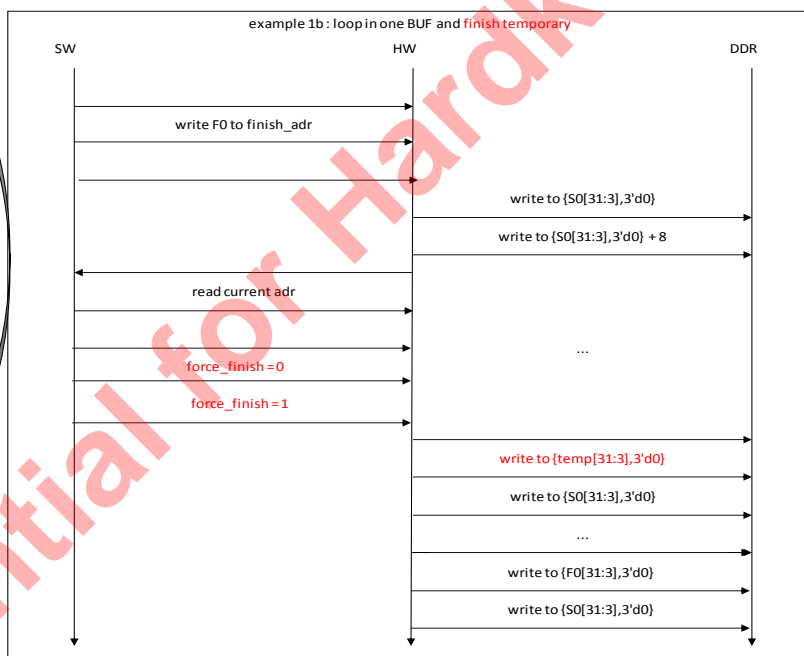 example 1b : loop in one BUF and finish temporary
SW HW DDR
write F0 to finish_adr
write to {S0[31:3],3'd0}
write to {S0[31:3],3'd0} + 8
read current adr
...
force_finish =0
force_finish =1
write to {temp[31:3],3'd0}
write to {S0[31:3],3'd0}
...
write to {F0[31:3],3'd0}
write to {S0[31:3],3'd0}
ntial for Hardk